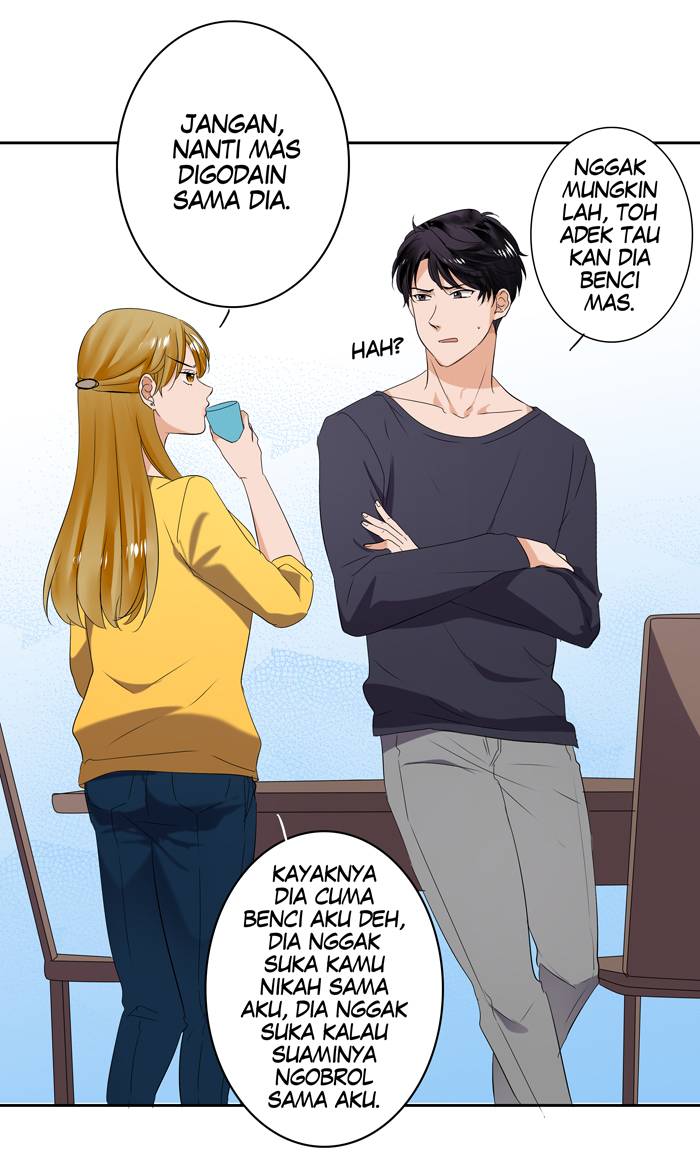 JANGAN,
NANTI MAS
DIGODAIN
SAMA DIA.
HAH?
NGGAK
MUNGKIN
LAH, TOH
ADEK TAU
KAN DIA
BENCI
MAS.
KAYAKNYA
DIA CUMA
BENCI AKU DEH,
DIA NGGAK
SUKA KAMU
NIKAH SAMA
AKU, DIA NGGAK
SUKA KALAU
SUAMINYA
NGOBROL
SAMA AKU.